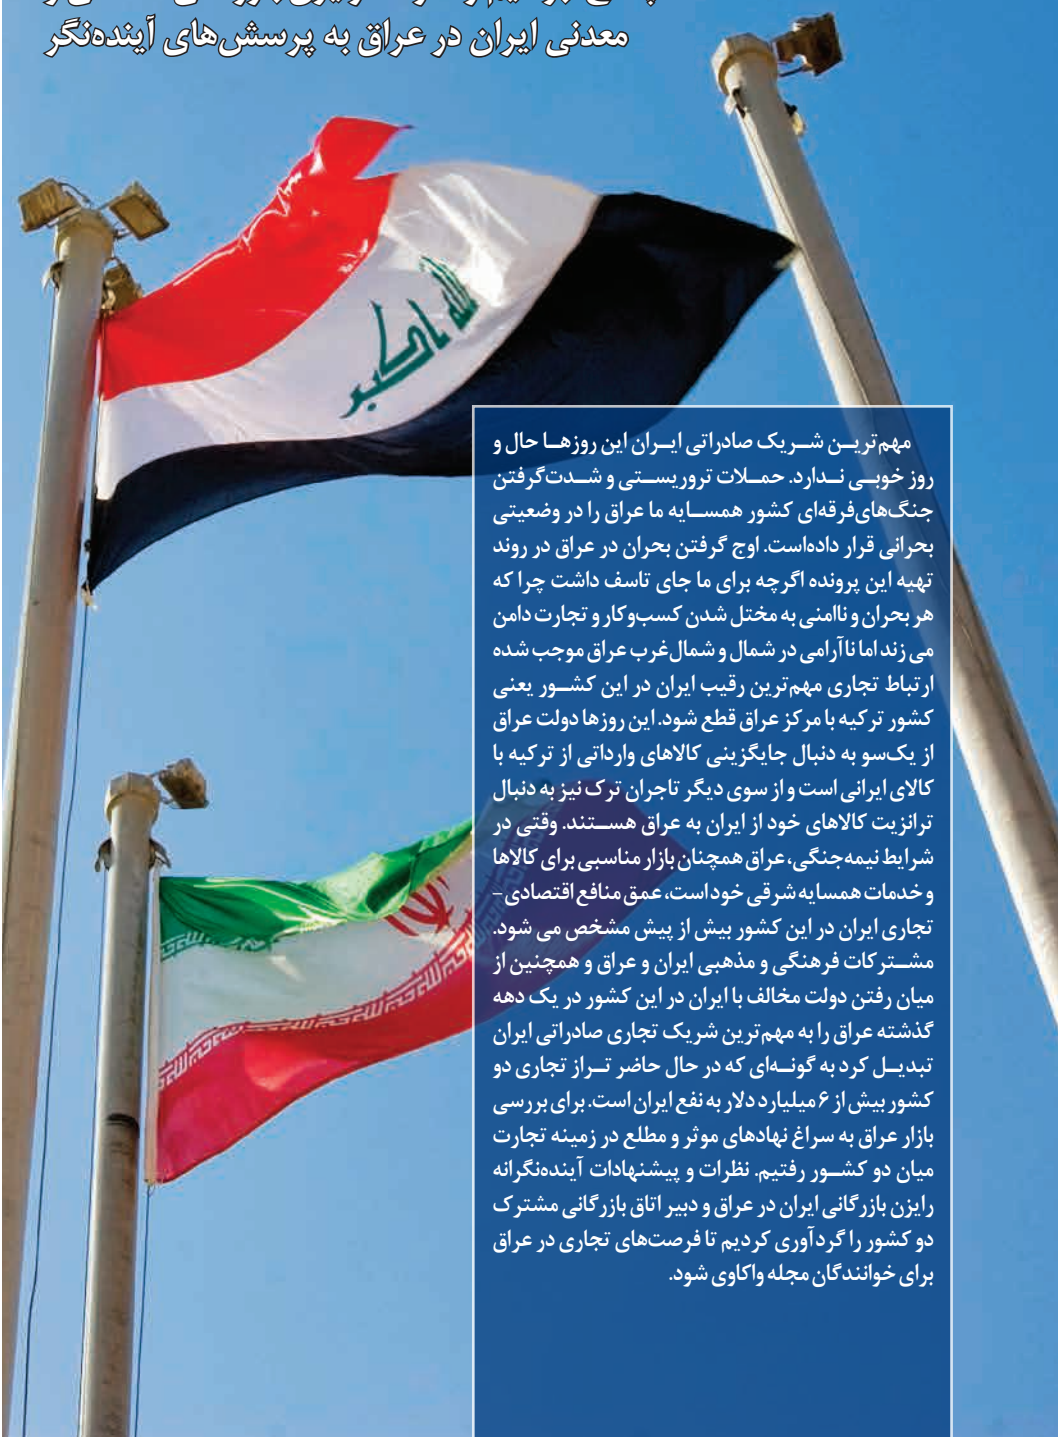 معدنی ایران در عراق به پرسش‌های آینده‌نگر
الله اکبر
مهم‌ترین شریک صادراتی ایران این روزها حال و
روز خوبی ندارد. حملات تروریستی و شدت‌گرفتن
جنگ‌های‌فرقه‌ای کشور همسایه ما عراق را در وضعیتی
بحرانی قرار داده‌است. اوج گرفتن بحران در عراق در روند
تهیه این پرونده اگرچه برای ما جای تاسف داشت چرا که
هر بحران و ناامنی به مختل شدن کسب‌وکار و تجارت دامن
می زند اما ناآرامی در شمال و شمال‌غرب عراق موجب شده
ارتباط تجاری مهم‌ترین رقیب ایران در این کشور یعنی
کشور ترکیه با مرکز عراق قطع شود. این روزها دولت عراق
از یک‌سو به دنبال جایگزینی کالاهای وارداتی از ترکیه با
کالای ایرانی است و از سوی دیگر تاجران ترک نیز به دنبال
ترانزیت کالاهای خود از ایران به عراق هستند. وقتی در
شرایط نیمه‌جنگی، عراق همچنان بازار مناسبی برای کالاها
و خدمات همسایه شرقی خود است، عمق منافع اقتصادی -
تجاری ایران در این کشور بیش از پیش مشخص می شود.
مشترکات فرهنگی و مذهبی ایران و عراق و همچنین از
میان رفتن دولت مخالف با ایران در این کشور در یک دهه
گذشته عراق را به مهم‌ترین شریک تجاری صادراتی ایران
تبدیل کرد به گونه‌ای که در حال حاضر تراز تجاری دو
کشور بیش از ۶ میلیارد دلار به نفع ایران است. برای بررسی
بازار عراق به سراغ نهادهای موثر و مطلع در زمینه تجارت
میان دو کشور رفتیم. نظرات و پیشنهادات آینده‌نگرانه
رایزن بازرگانی ایران در عراق و دبیر اتاق بازرگانی مشترک
دو کشور را گردآوری کردیم تا فرصت‌های تجاری در عراق
برای خوانندگان مجله واکاوی شود.